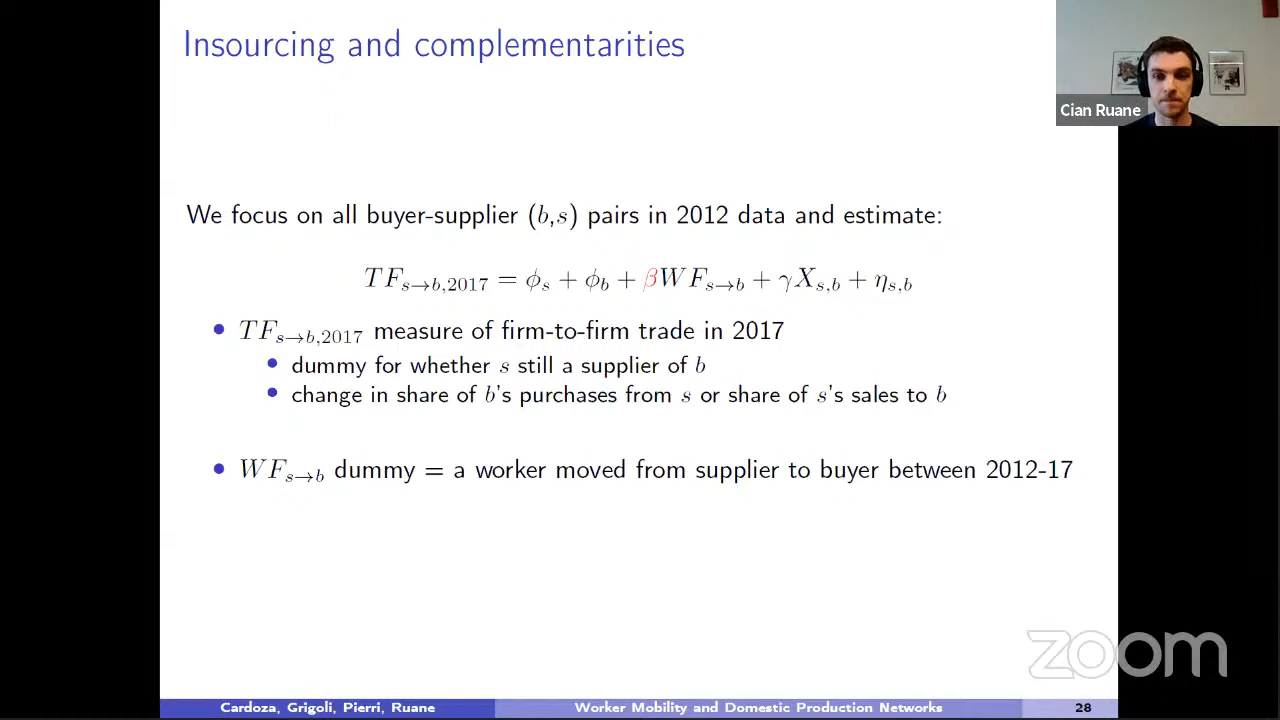 Insourcing and complementarities
Cian Ruane
We focus on all buyer-supplier (b,s) pairs in 2012 data and estimate:
TF_{s→b,2017} = ϕ_s + ϕ_b + βWF_{s→b} + γX_{s,b} + η_{s,b}
• TF_{s→b,2017} measure of firm-to-firm trade in 2017
• dummy for whether s still a supplier of b
• change in share of b's purchases from s or share of s's sales to b
• WF_{s→b} dummy = a worker moved from supplier to buyer between 2012-17
zoom
Cardoza, Grigoli, Pierri, Ruane
Worker Mobility and Domestic Production Networks
28